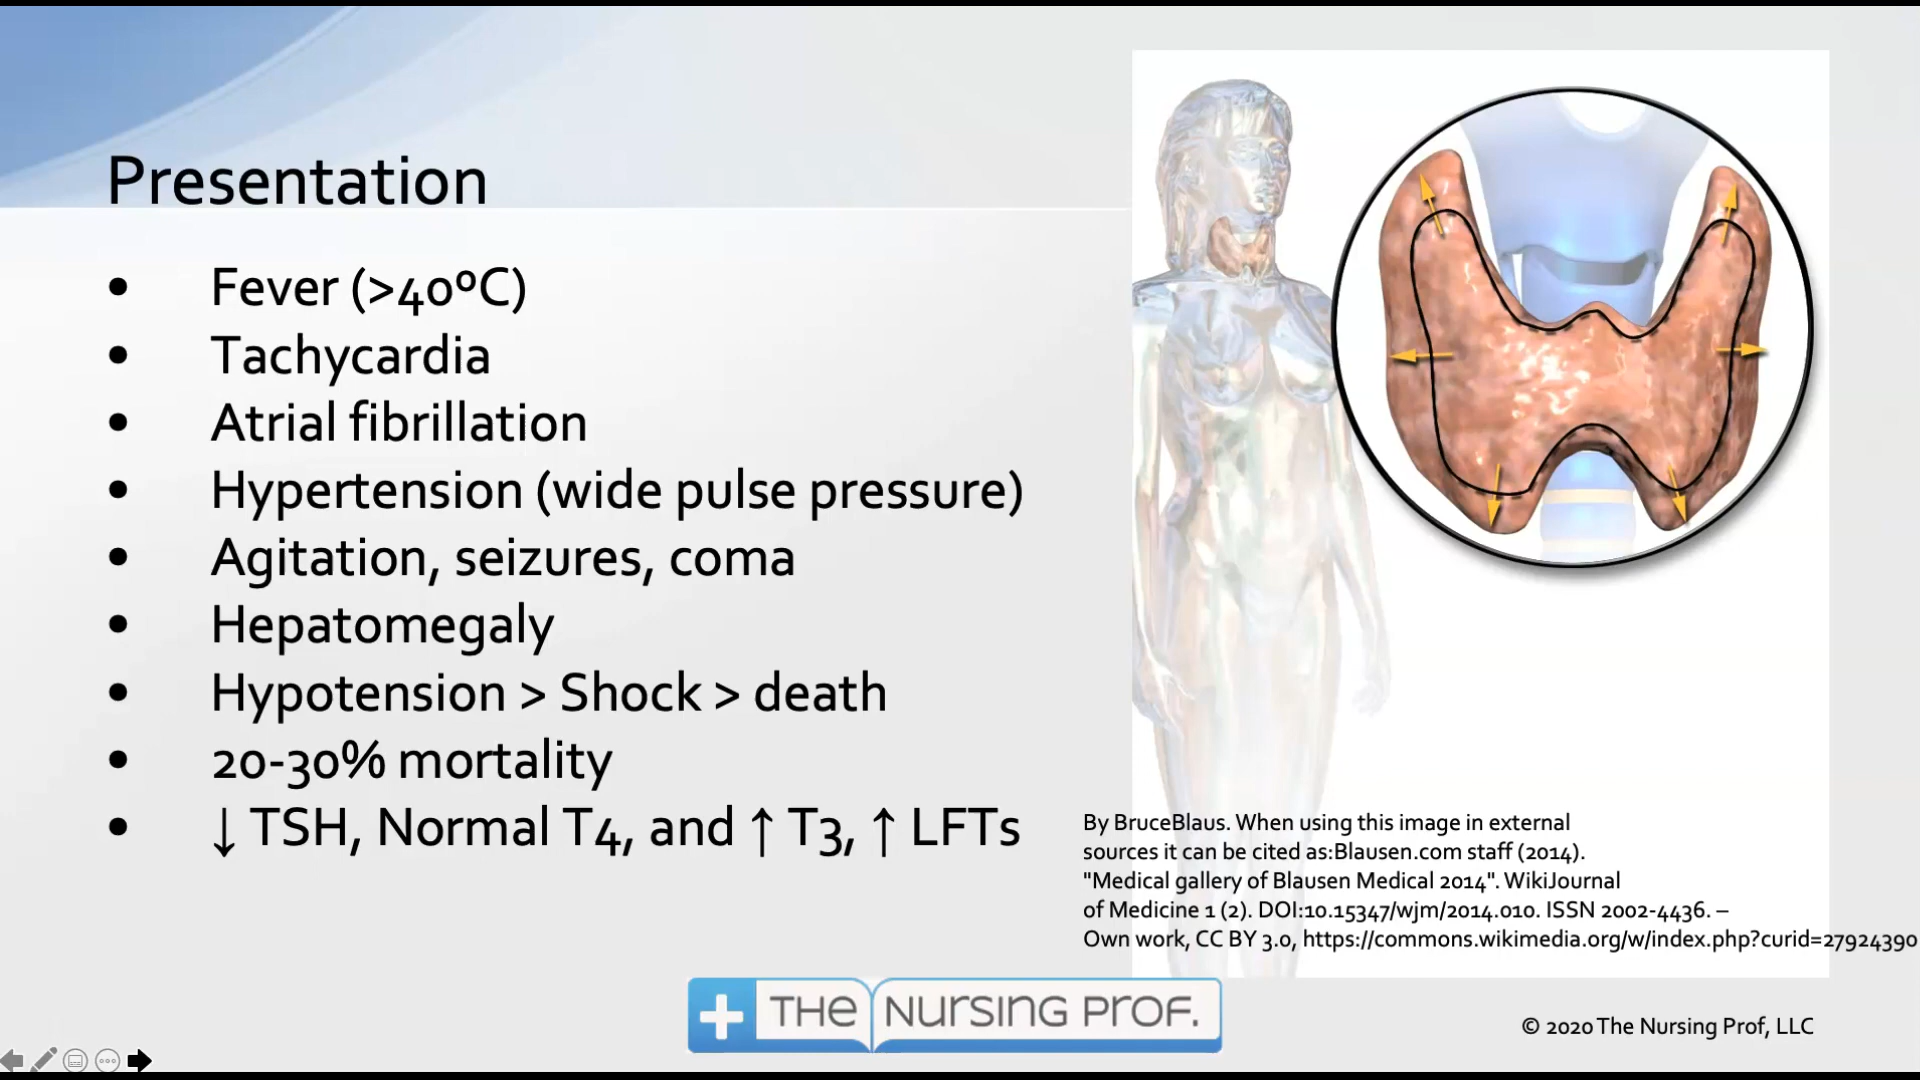 Presentation
• Fever (>40ºC)
• Tachycardia
• Atrial fibrillation
• Hypertension (wide pulse pressure)
• Agitation, seizures, coma
• Hepatomegaly
• Hypotension > Shock > death
• 20-30% mortality
• ↓ TSH, Normal T4, and ↑ T3, ↑ LFTs
By BruceBlaus. When using this image in external
sources it can be cited as:Blausen.com staff (2014).
"Medical gallery of Blausen Medical 2014". WikiJournal
of Medicine 1 (2). DOI:10.15347/wjm/2014.010. ISSN 2002-4436. –
Own work, CC BY 3.0, https://commons.wikimedia.org/w/index.php?curid=27924390
THE NURSING PROF.
© 2020 The Nursing Prof, LLC